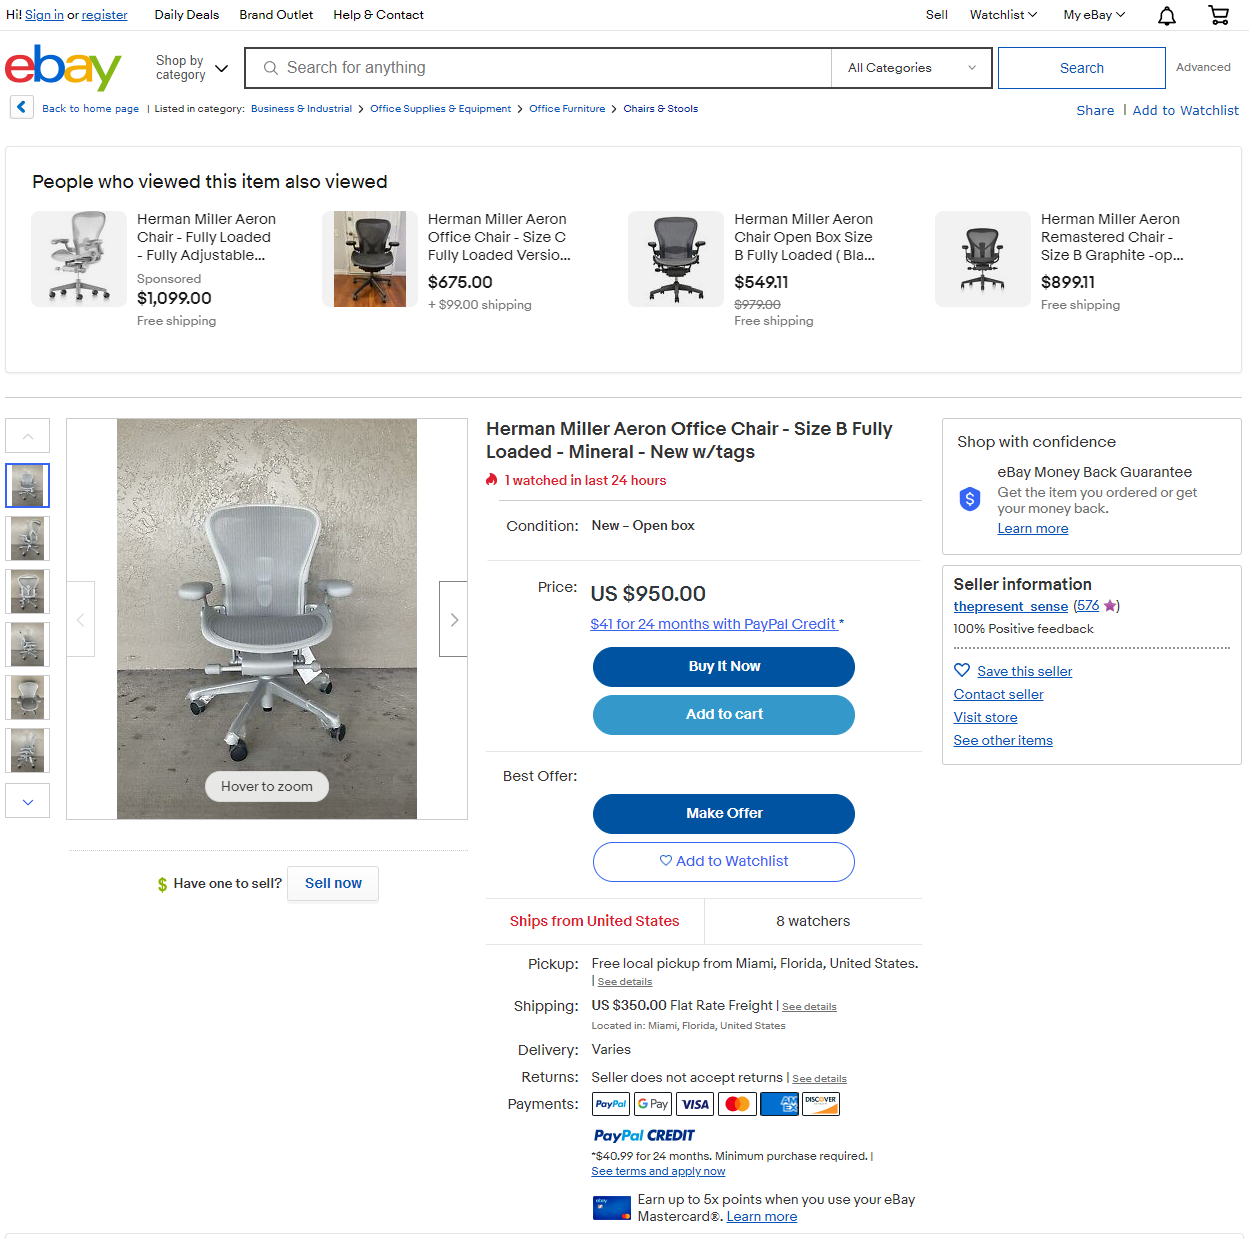 Hi! Sign in or register
Daily Deals
Brand Outlet
Help & Contact
Sell
Watchlist
My eBay
ebay
Shop by
category
Search for anything
All Categories
Search
Advanced
Back to home page | Listed in category: Business & Industrial > Office Supplies & Equipment > Office Furniture > Chairs & Stools
Share | Add to Watchlist
People who viewed this item also viewed
Herman Miller Aeron
Chair - Fully Loaded
- Fully Adjustable...
Sponsored
$1,099.00
Free shipping
Herman Miller Aeron
Office Chair - Size C
Fully Loaded Versio...
$675.00
+ $99.00 shipping
Herman Miller Aeron
Chair Open Box Size
B Fully Loaded ( Bla...
$549.11
$979.00
Free shipping
Herman Miller Aeron
Remastered Chair -
Size B Graphite -op...
$899.11
Free shipping
Herman Miller Aeron Office Chair - Size B Fully
Loaded - Mineral - New w/tags
1 watched in last 24 hours
Condition: New – Open box
Price: US $950.00
$41 for 24 months with PayPal Credit *
Buy It Now
Add to cart
Best Offer:
Make Offer
Add to Watchlist
Ships from United States
8 watchers
Pickup: Free local pickup from Miami, Florida, United States.
| See details
Shipping: US $350.00 Flat Rate Freight | See details
Located in: Miami, Florida, United States
Delivery: Varies
Returns: Seller does not accept returns | See details
Payments: PayPal G Pay VISA AMEX DISCOVER
PayPal CREDIT
*$40.99 for 24 months. Minimum purchase required. |
See terms and apply now
ebay
Earn up to 5x points when you use your eBay
Mastercard®. Learn more
Hover to zoom
$ Have one to sell? Sell now
Shop with confidence
eBay Money Back Guarantee
$
Get the item you ordered or get
your money back.
Learn more
Seller information
thepresent_sense (576 )
100% Positive feedback
Save this seller
Contact seller
Visit store
See other items